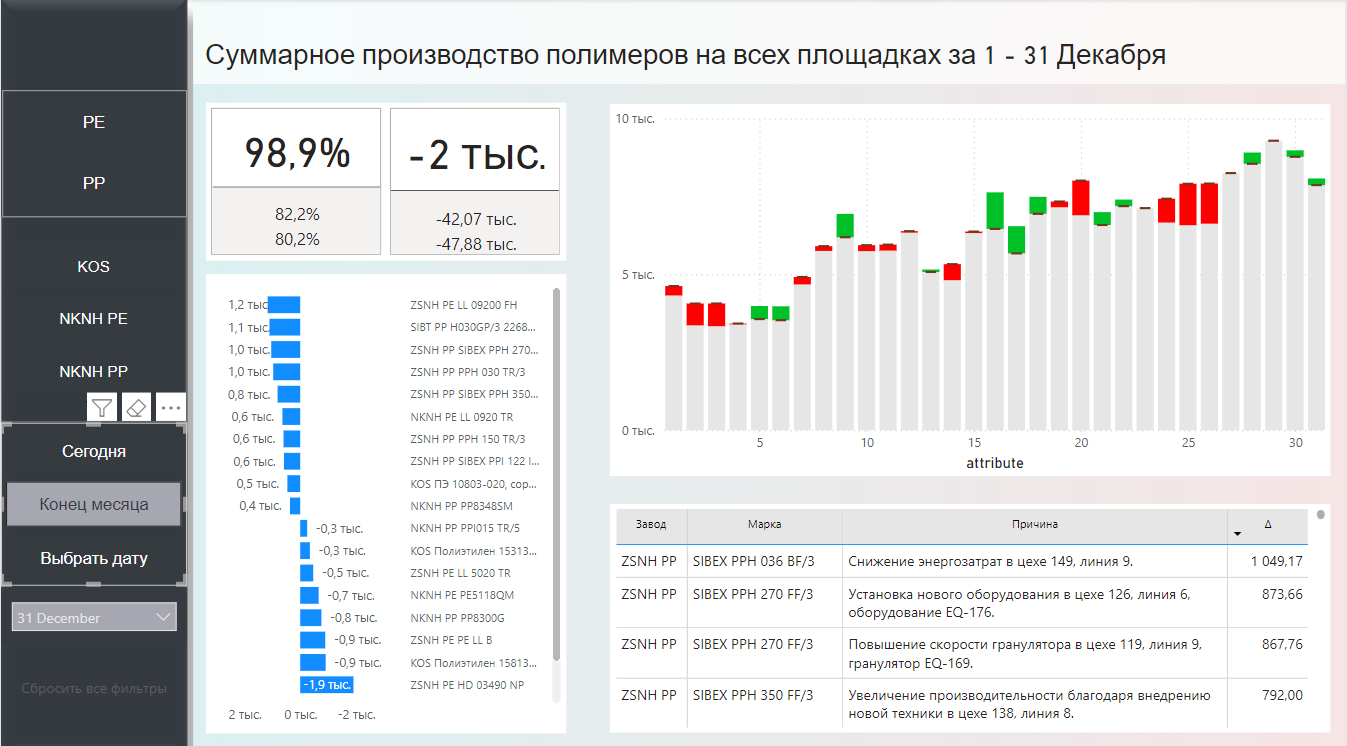 Суммарное производство полимеров на всех площадках за 1 - 31 Декабря
PE
PP
KOS
NKNH PE
NKNH PP
Сегодня
Конец месяца
Выбрать дату
31 December
Сбросить все фильтры
98,9%
82,2%
80,2%
-2 тыс.
-42,07 тыс.
-47,88 тыс.
1,2 тыс. ZSNH PE LL 09200 FH
1,1 тыс. SIBT PP H030GP/3 2268...
1,0 тыс. ZSNH PP SIBEX PPH 270...
1,0 тыс. ZSNH PP PPH 030 TR/3
0,8 тыс. ZSNH PP SIBEX PPH 350...
0,6 тыс. NKNH PE LL 0920 TR
0,6 тыс. ZSNH PP PPH 150 TR/3
0,6 тыс. ZSNH PP SIBEX PPI 122 I...
0,5 тыс. KOS ПЭ 10803-020, сор...
0,4 тыс. NKNH PP PP8348SM
-0,3 тыс. NKNH PP PPI015 TR/5
-0,3 тыс. KOS Полиэтилен 15313...
-0,5 тыс. ZSNH PE LL 5020 TR
-0,7 тыс. NKNH PE PE5118QM
-0,8 тыс. NKNH PP PP8300G
-0,9 тыс. ZSNH PE PE LL B
-0,9 тыс. KOS Полиэтилен 15813...
-1,9 тыс. ZSNH PE HD 03490 NP
2 тыс. 0 тыс. -2 тыс.
10 тыс.
5 тыс.
0 тыс.
5 10 15 20 25 30
attribute
Завод Марка Причина Δ
ZSNH PP SIBEX PPH 036 BF/3 Снижение энергозатрат в цехе 149, линия 9. 1 049,17
ZSNH PP SIBEX PPH 270 FF/3 Установка нового оборудования в цехе 126, линия 6, 873,66
оборудование EQ-176.
ZSNH PP SIBEX PPH 270 FF/3 Повышение скорости гранулятора в цехе 119, линия 9, 867,76
гранулятор EQ-169.
ZSNH PP SIBEX PPH 350 FF/3 Увеличение производительности благодаря внедрению 792,00
новой техники в цехе 138, линия 8.